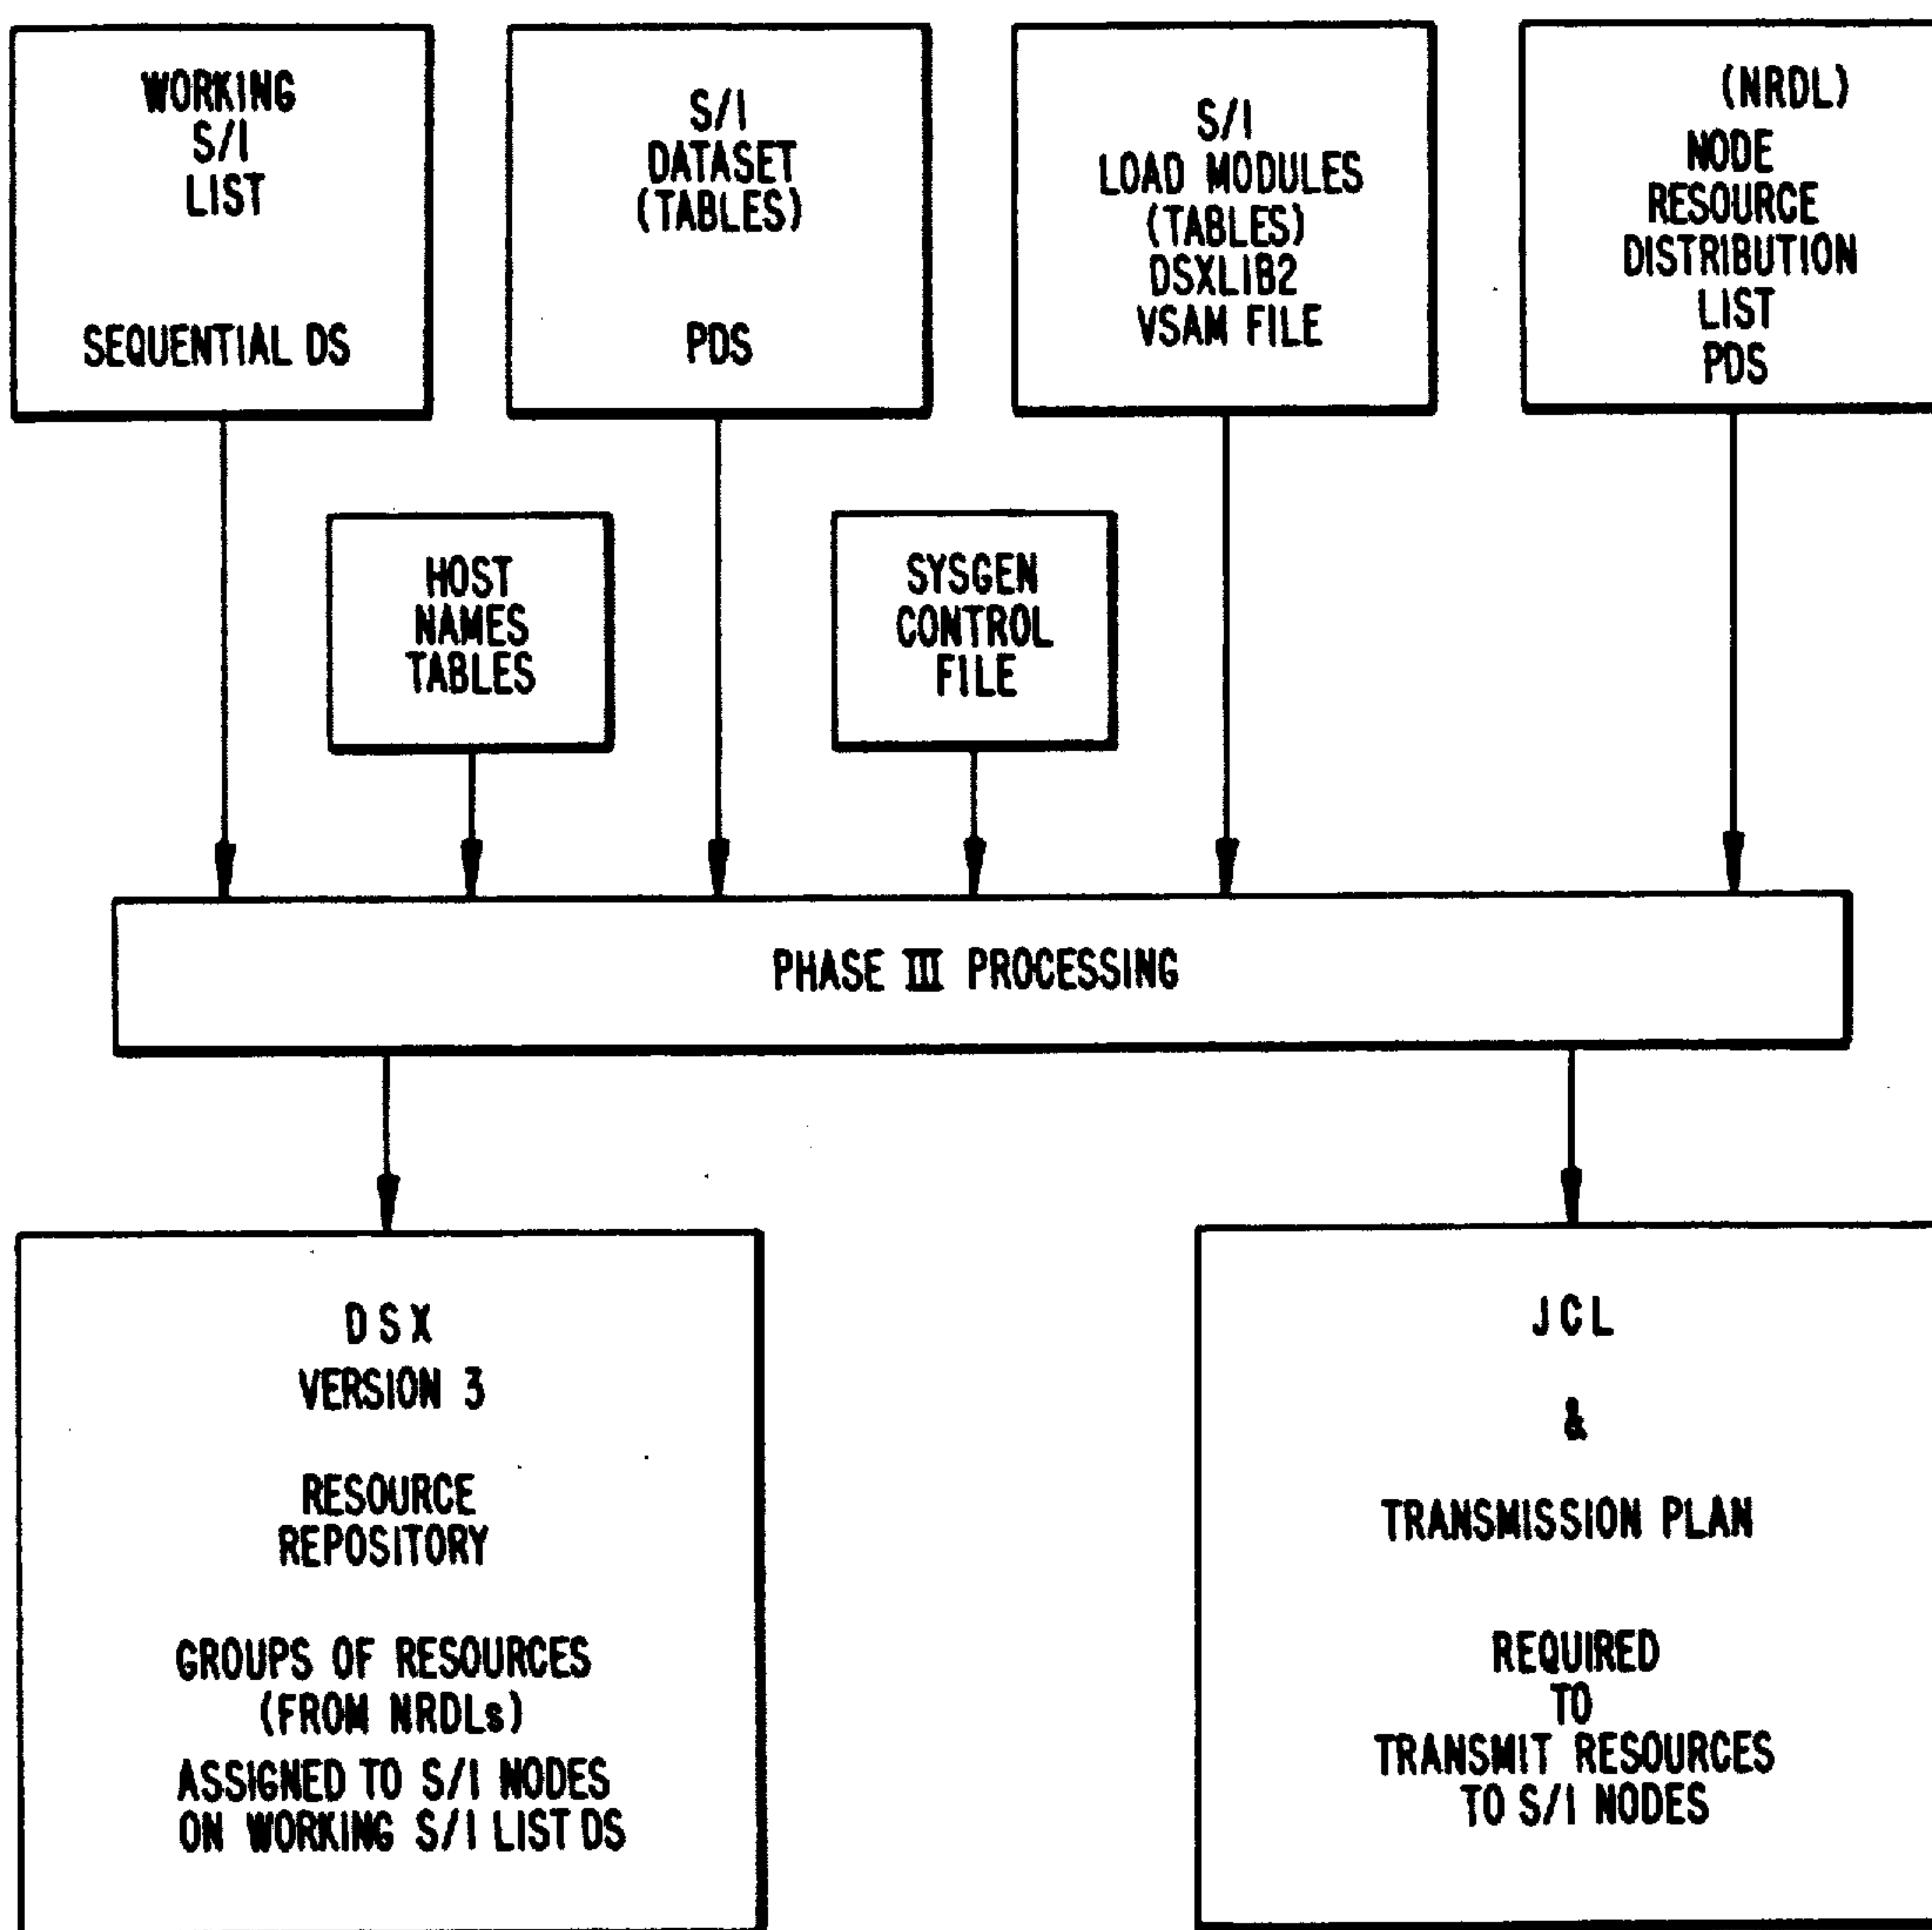 WORKING
S/I
LIST
SEQUENTIAL DS
S/I
DATASET
(TABLES)
PDS
S/I
LOAD MODULES
(TABLES)
DSXLIB2
VSAM FILE
(NRDL)
NODE
RESOURCE
DISTRIBUTION
LIST
PDS
HOST
NAMES
TABLES
SYSGEN
CONTROL
FILE
PHASE III PROCESSING
DSX
VERSION 3
RESOURCE
REPOSITORY
GROUPS OF RESOURCES
(FROM NRDLs)
ASSIGNED TO S/I NODES
ON WORKING S/I LIST DS
JCL
&
TRANSMISSION PLAN
REQUIRED
TO
TRANSMIT RESOURCES
TO S/I NODES